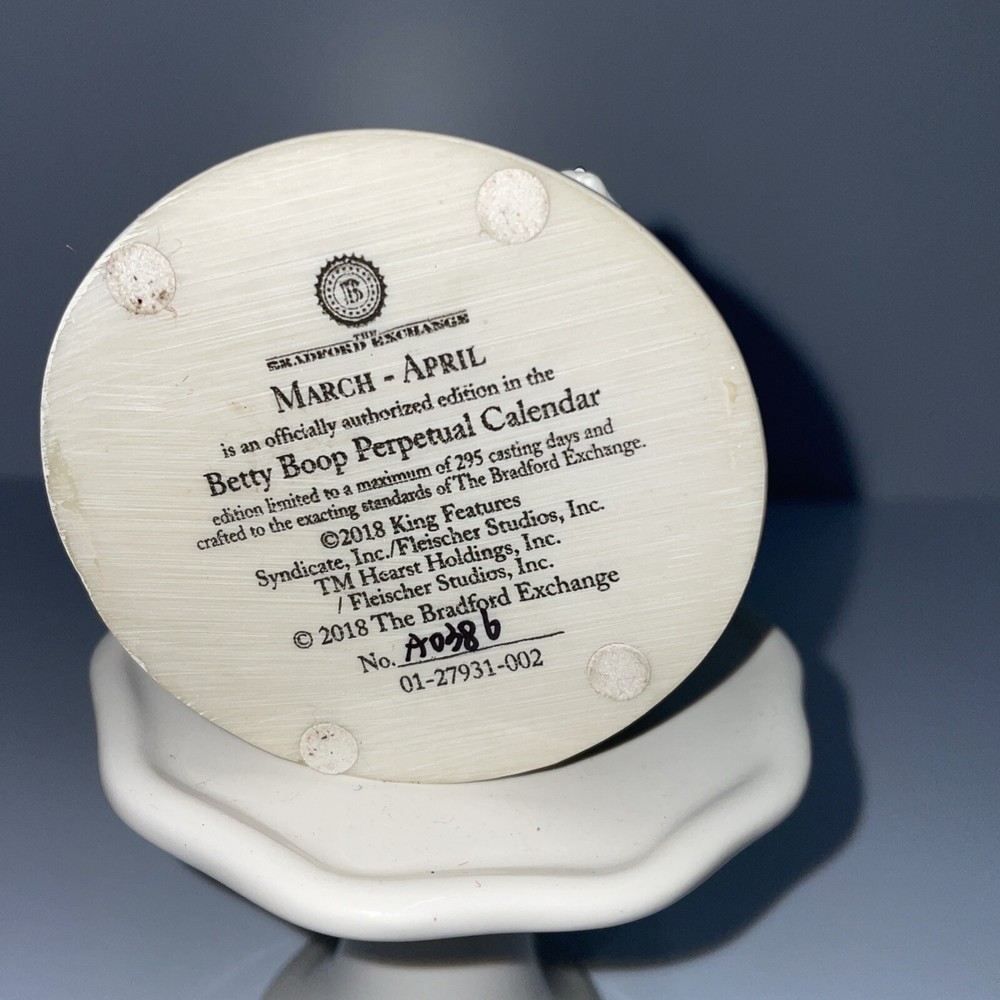 B
THE
BRADFORD EXCHANGE
MARCH - APRIL
is an officially authorized edition in the
Betty Boop Perpetual Calendar
edition limited to a maximum of 295 casting days and
crafted to the exacting standards of The Bradford Exchange.
©2018 King Features
Syndicate, Inc./Fleischer Studios, Inc.
TM Hearst Holdings, Inc.
/ Fleischer Studios, Inc.
© 2018 The Bradford Exchange
No. A0386
01-27931-002